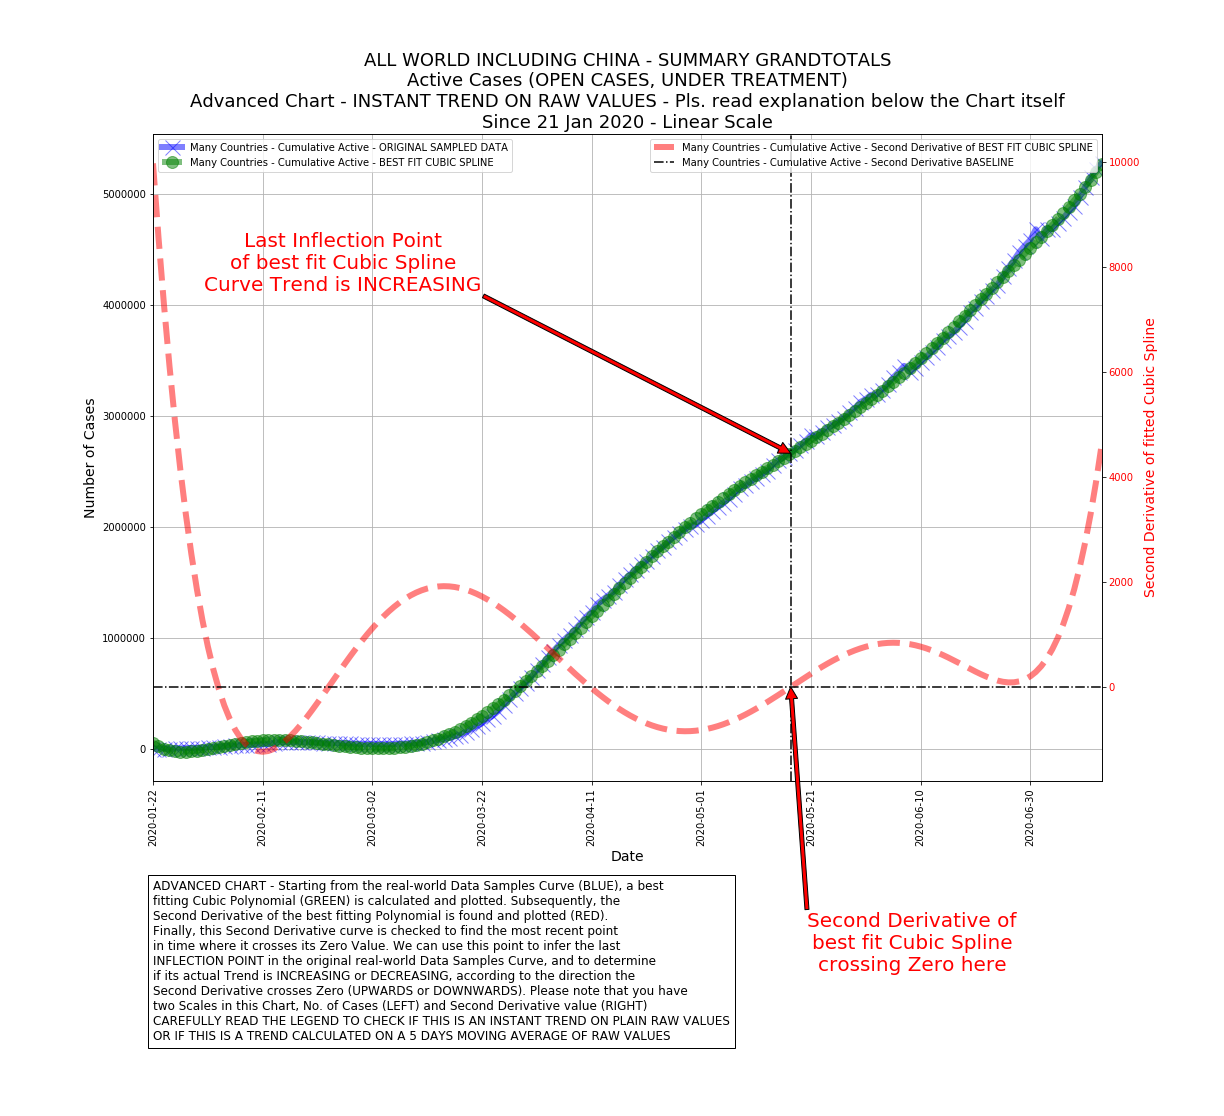 ALL WORLD INCLUDING CHINA - SUMMARY GRANDTOTALS
Active Cases (OPEN CASES, UNDER TREATMENT)
Advanced Chart - INSTANT TREND ON RAW VALUES - Pls. read explanation below the Chart itself
Since 21 Jan 2020 - Linear Scale
Many Countries - Cumulative Active - ORIGINAL SAMPLED DATA
Many Countries - Cumulative Active - BEST FIT CUBIC SPLINE
Many Countries - Cumulative Active - Second Derivative of BEST FIT CUBIC SPLINE
Many Countries - Cumulative Active - Second Derivative BASELINE
Last Inflection Point
of best fit Cubic Spline
Curve Trend is INCREASING
Number of Cases
5000000
4000000
3000000
2000000
1000000
0
10000
8000
6000
4000
2000
0
Second Derivative of fitted Cubic Spline
2020-01-22
2020-02-11
2020-03-02
2020-03-22
2020-04-11
2020-05-01
2020-05-21
2020-06-10
2020-06-30
Date
Second Derivative of
best fit Cubic Spline
crossing Zero here
ADVANCED CHART - Starting from the real-world Data Samples Curve (BLUE), a best
fitting Cubic Polynomial (GREEN) is calculated and plotted. Subsequently, the
Second Derivative of the best fitting Polynomial is found and plotted (RED).
Finally, this Second Derivative curve is checked to find the most recent point
in time where it crosses its Zero Value. We can use this point to infer the last
INFLECTION POINT in the original real-world Data Samples Curve, and to determine
if its actual Trend is INCREASING or DECREASING, according to the direction the
Second Derivative crosses Zero (UPWARDS or DOWNWARDS). Please note that you have
two Scales in this Chart, No. of Cases (LEFT) and Second Derivative value (RIGHT)
CAREFULLY READ THE LEGEND TO CHECK IF THIS IS AN INSTANT TREND ON PLAIN RAW VALUES
OR IF THIS IS A TREND CALCULATED ON A 5 DAYS MOVING AVERAGE OF RAW VALUES